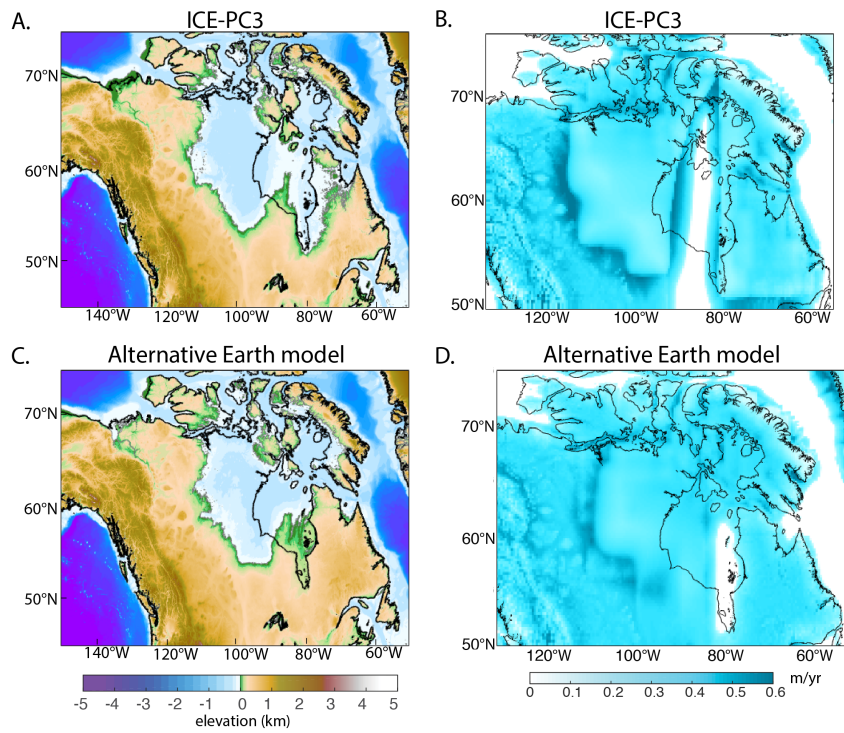 A.
ICE-PC3
70°N
60°N
50°N
140°W 120°W 100°W 80°W 60°W
B.
ICE-PC3
70°N
60°N
50°N
120°W 100°W 80°W 60°W
C.
Alternative Earth model
70°N
60°N
50°N
140°W 120°W 100°W 80°W 60°W
-5 -4 -3 -2 -1 0 1 2 3 4 5
elevation (km)
D.
Alternative Earth model
70°N
60°N
50°N
120°W 100°W 80°W 60°W
0 0.1 0.2 0.3 0.4 0.5 0.6
m/yr